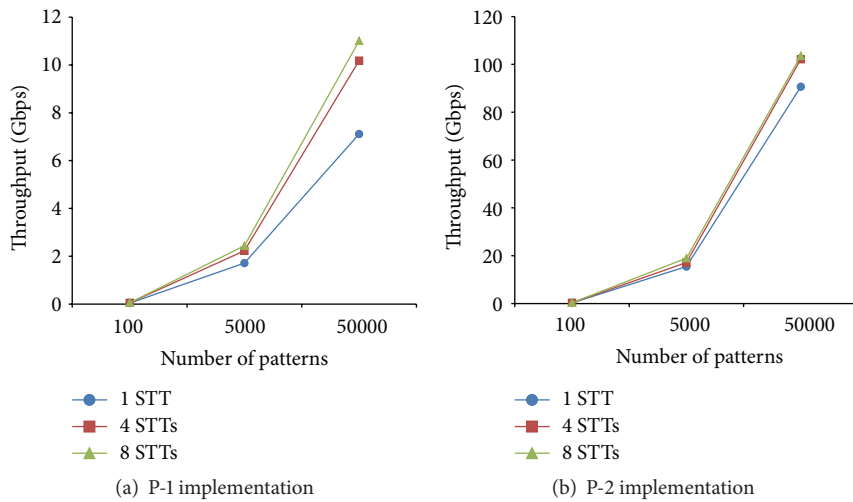 12
10
8
6
4
2
0
Throughput (Gbps)
100 5000 50000
Number of patterns
1 STT
4 STTs
8 STTs
(a) P-1 implementation
120
100
80
60
40
20
0
Throughput (Gbps)
100 5000 50000
Number of patterns
1 STT
4 STTs
8 STTs
(b) P-2 implementation